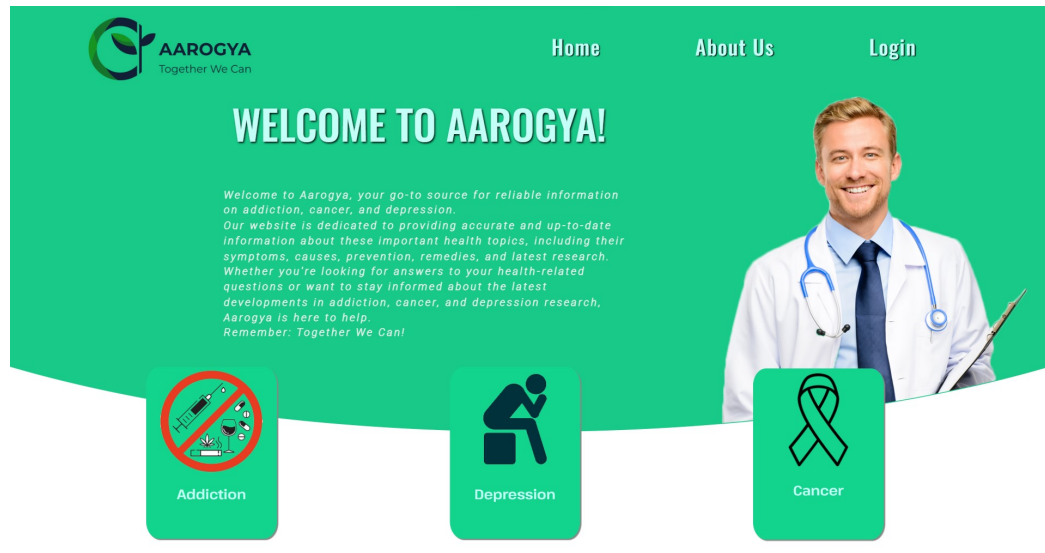 AAROGYA
Together We Can
Home
About Us
Login
WELCOME TO AAROGYA!
Welcome to Aarogya, your go-to source for reliable information
on addiction, cancer, and depression.
Our website is dedicated to providing accurate and up-to-date
information about these important health topics, including their
symptoms, causes, prevention, remedies, and latest research.
Whether you're looking for answers to your health-related
questions or want to stay informed about the latest
developments in addiction, cancer, and depression research,
Aarogya is here to help.
Remember: Together We Can!
Addiction
Depression
Cancer